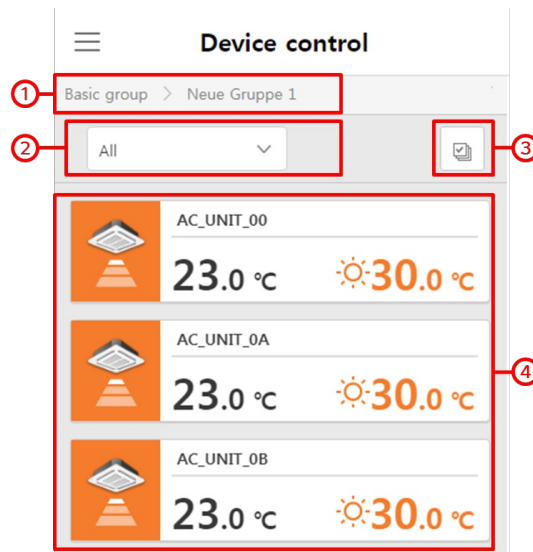 Device control
1
Basic group > Neue Gruppe 1
2
All
3
AC_UNIT_00
23.0 ℃ 30.0 ℃
AC_UNIT_0A
23.0 ℃ 30.0 ℃
4
AC_UNIT_0B
23.0 ℃ 30.0 ℃